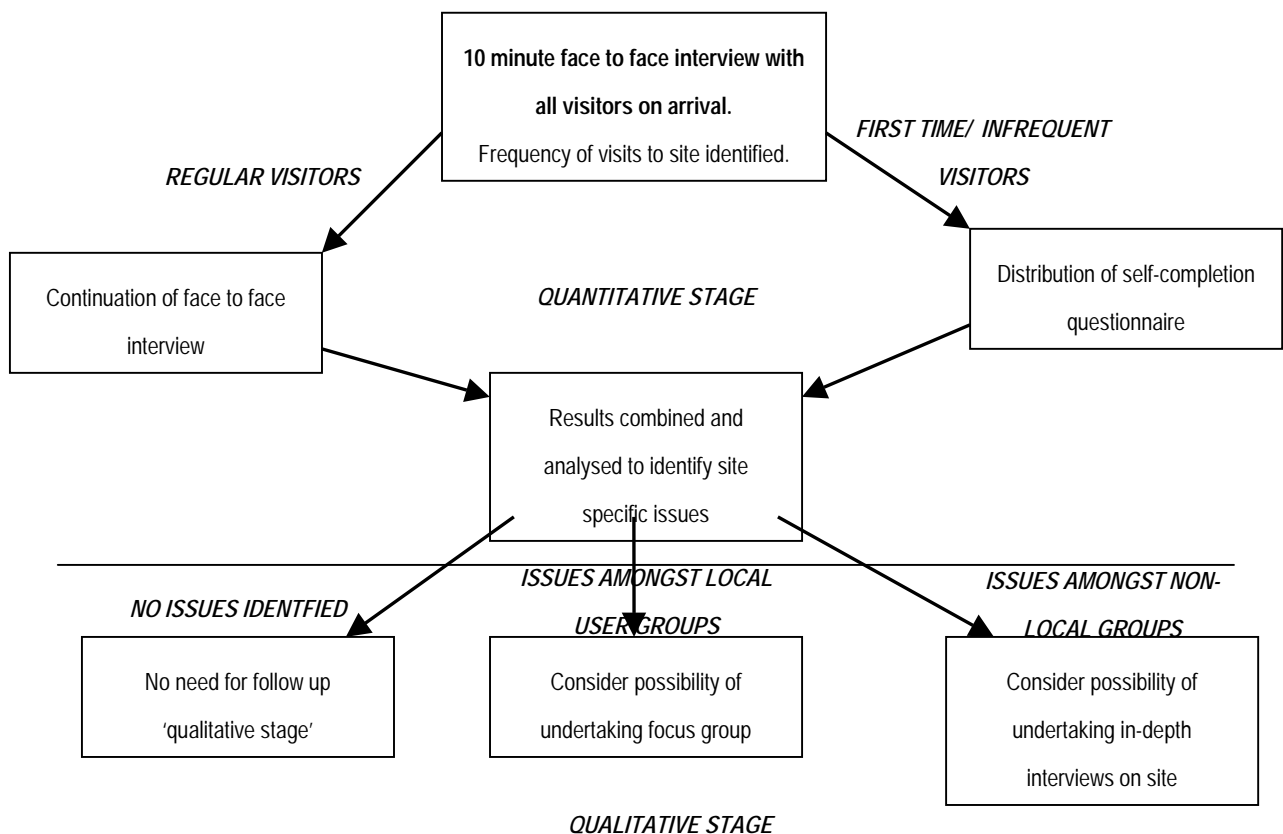 10 minute face to face interview with
all visitors on arrival.
Frequency of visits to site identified.
REGULAR VISITORS
FIRST TIME/ INFREQUENT
VISITORS
Continuation of face to face
interview
QUANTITATIVE STAGE
Distribution of self-completion
questionnaire
Results combined and
analysed to identify site
specific issues
NO ISSUES IDENTFIED
ISSUES AMONGST LOCAL
USER GROUPS
ISSUES AMONGST NON-
LOCAL GROUPS
No need for follow up
‘qualitative stage’
Consider possibility of
undertaking focus group
Consider possibility of
undertaking in-depth
interviews on site
QUALITATIVE STAGE